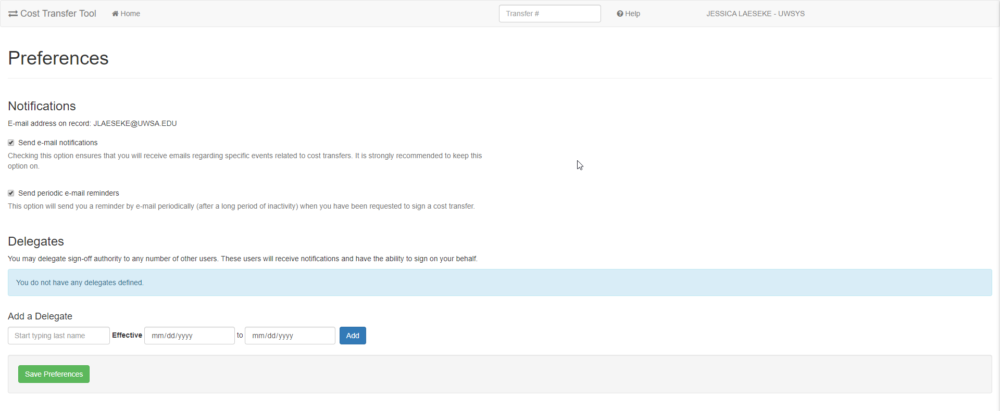 Cost Transfer Tool Home Transfer # Help JESSICA LAESEKE - UWSYS
Preferences
Notifications
E-mail address on record: JLAESEKE@UWSA.EDU
Send e-mail notifications
Checking this option ensures that you will receive emails regarding specific events related to cost transfers. It is strongly recommended to keep this
option on.
Send periodic e-mail reminders
This option will send you a reminder by e-mail periodically (after a long period of inactivity) when you have been requested to sign a cost transfer.
Delegates
You may delegate sign-off authority to any number of other users. These users will receive notifications and have the ability to sign on your behalf.
You do not have any delegates defined.
Add a Delegate
Start typing last name Effective mm/dd/yyyy to mm/dd/yyyy Add
Save Preferences